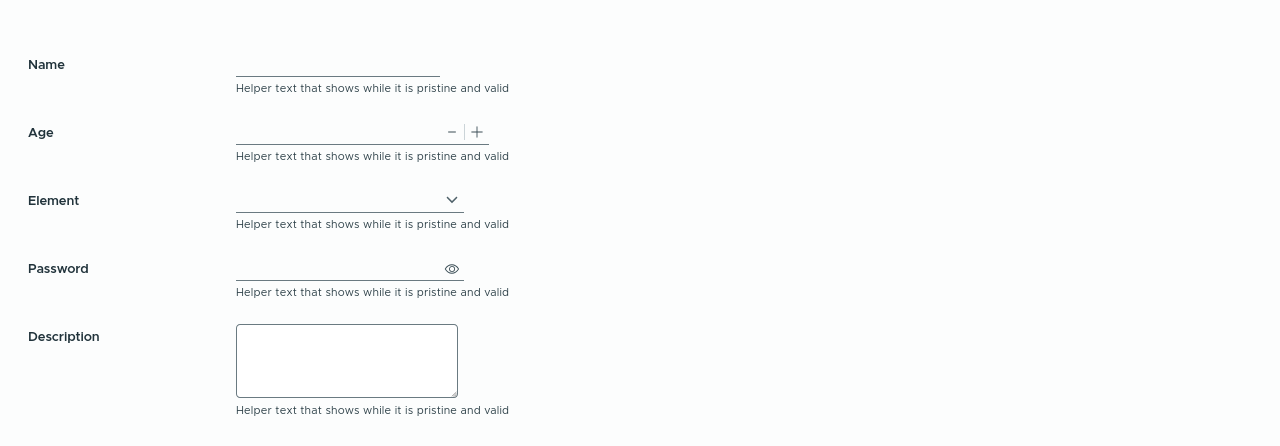 Name
Helper text that shows while it is pristine and valid
Age
Helper text that shows while it is pristine and valid
Element
Helper text that shows while it is pristine and valid
Password
Helper text that shows while it is pristine and valid
Description
Helper text that shows while it is pristine and valid